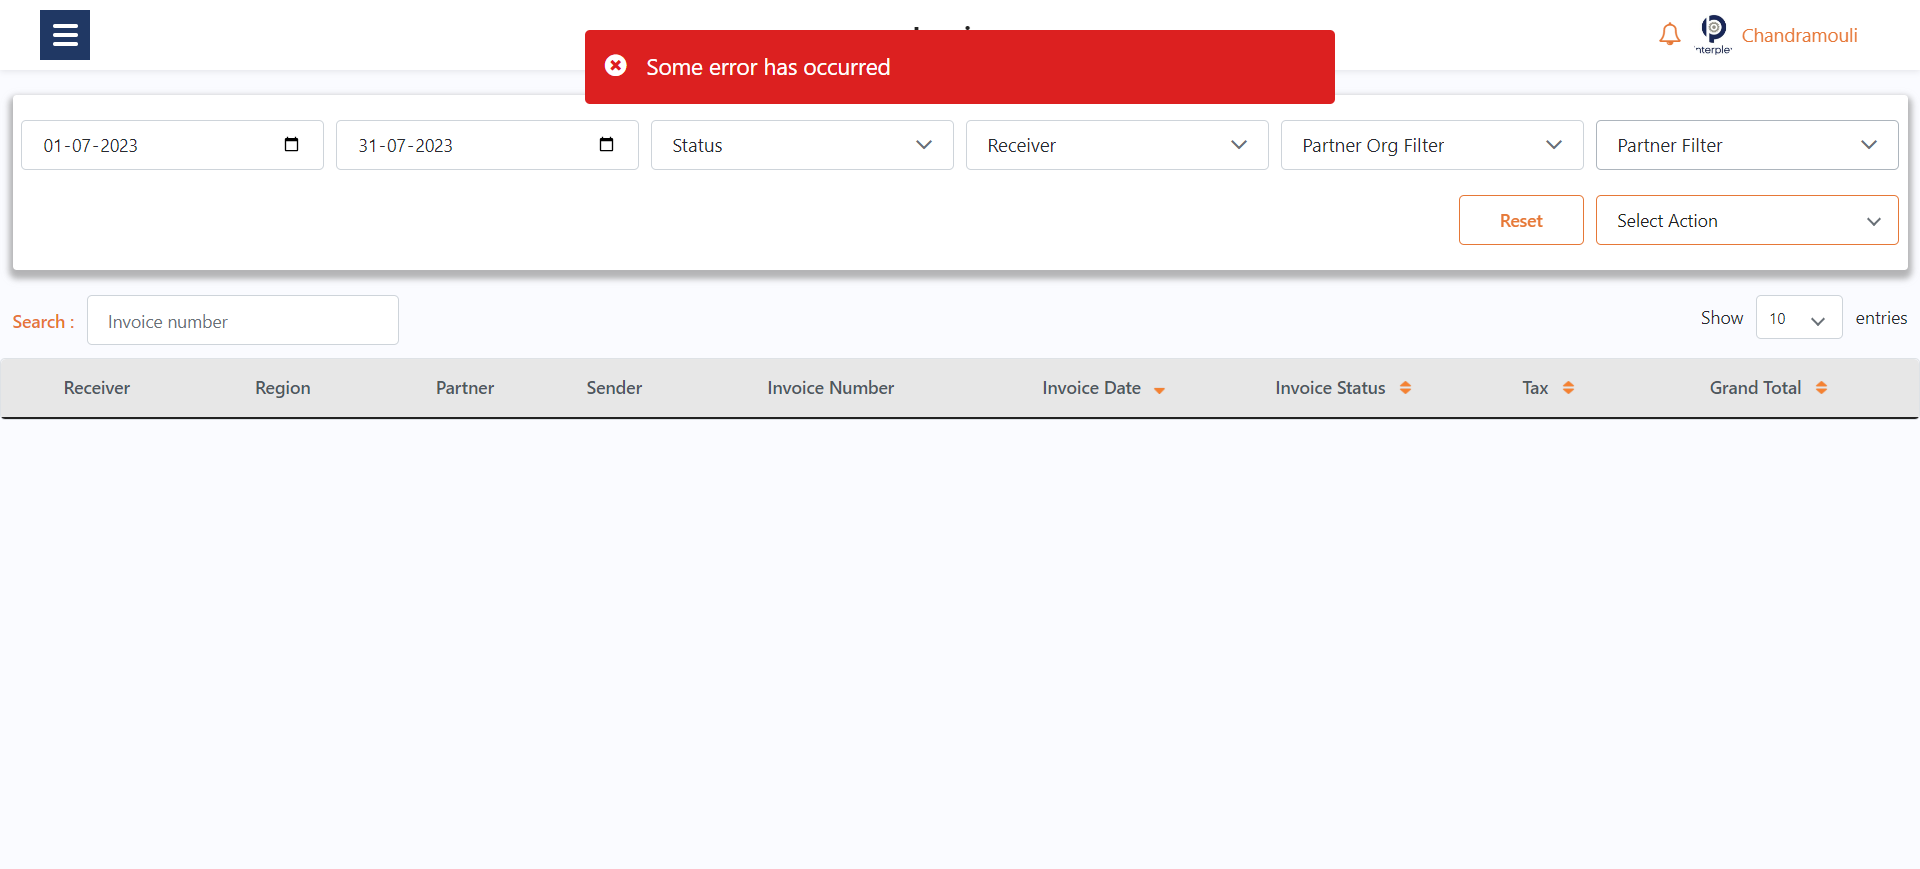 Some error has occurred
Chandramouli
01-07-2023
31-07-2023
Status
Receiver
Partner Org Filter
Partner Filter
Reset
Select Action
Search :
Invoice number
Show 10 entries
Receiver Region Partner Sender Invoice Number Invoice Date Invoice Status Tax Grand Total